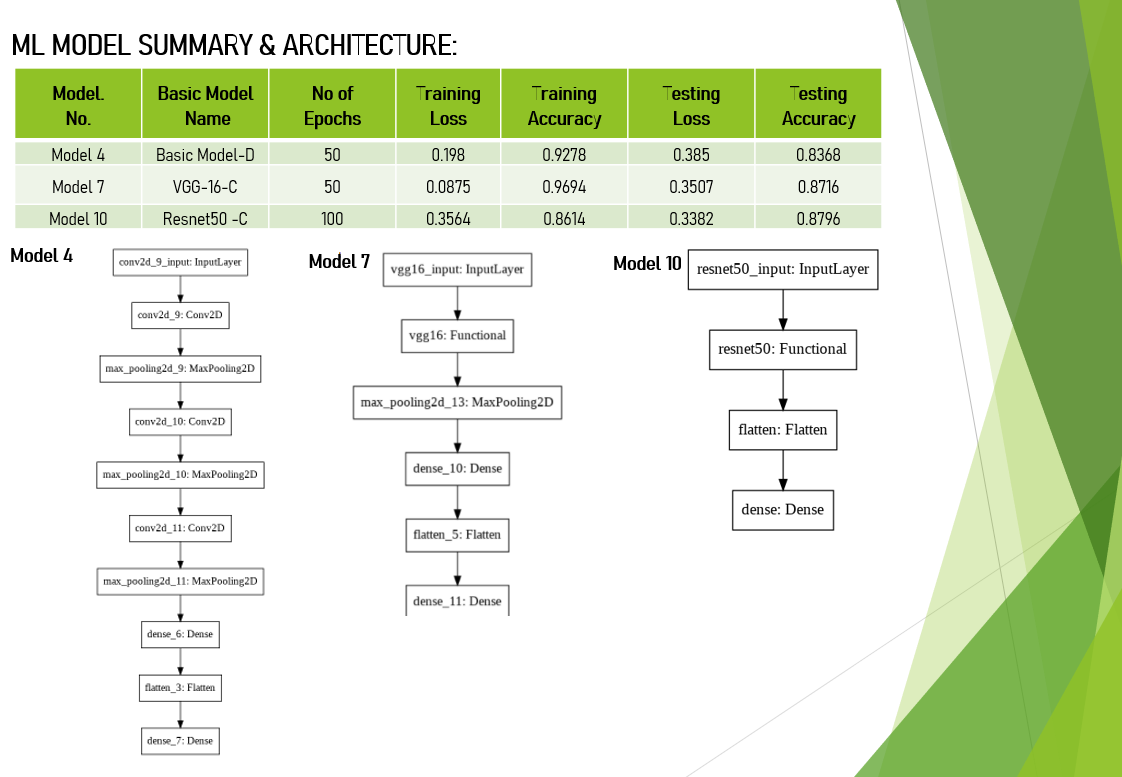 ML MODEL SUMMARY & ARCHITECTURE:
Model. No. Basic Model Name No of Epochs Training Loss Training Accuracy Testing Loss Testing Accuracy
Model 4 Basic Model-D 50 0.198 0.9278 0.385 0.8368
Model 7 VGG-16-C 50 0.0875 0.9694 0.3507 0.8716
Model 10 Resnet50 -C 100 0.3564 0.8614 0.3382 0.8796
Model 4
conv2d_9_input: InputLayer
conv2d_9: Conv2D
max_pooling2d_9: MaxPooling2D
conv2d_10: Conv2D
max_pooling2d_10: MaxPooling2D
conv2d_11: Conv2D
max_pooling2d_11: MaxPooling2D
dense_6: Dense
flatten_3: Flatten
dense_7: Dense
Model 7
vgg16_input: InputLayer
vgg16: Functional
max_pooling2d_13: MaxPooling2D
dense_10: Dense
flatten_5: Flatten
dense_11: Dense
Model 10
resnet50_input: InputLayer
resnet50: Functional
flatten: Flatten
dense: Dense